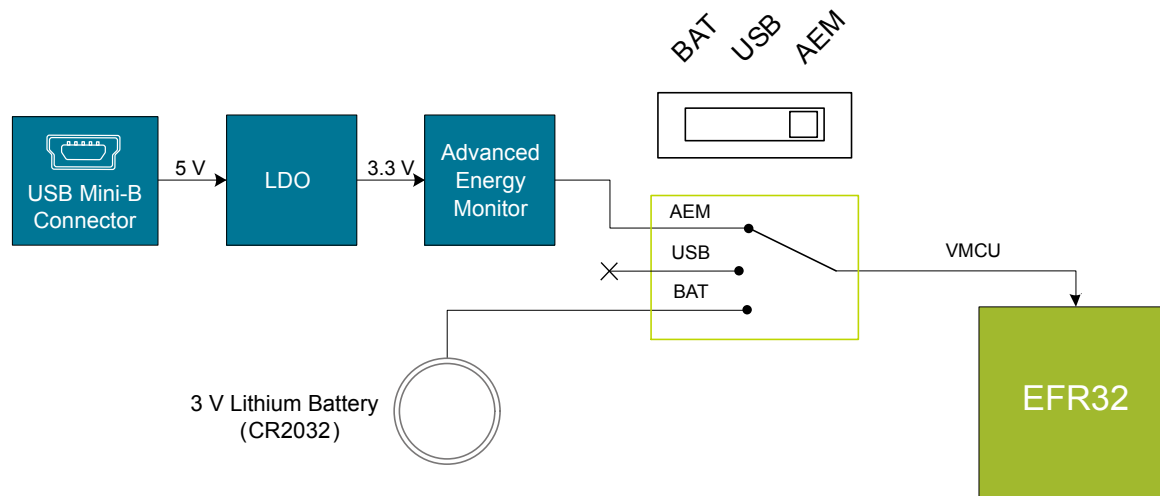 BAT
USB
AEM
USB Mini-B
Connector
5 V
LDO
3.3 V
Advanced
Energy
Monitor
AEM
USB
BAT
VMCU
3 V Lithium Battery
(CR2032)
EFR32